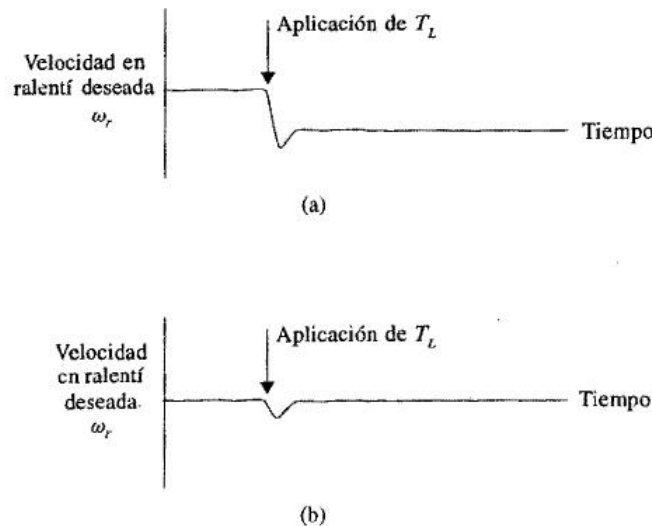 Aplicación de T_L
Velocidad en
ralentí deseada
ω_r
Tiempo
(a)
Aplicación de T_L
Velocidad
en ralentí
deseada.
ω_r
Tiempo
(b)